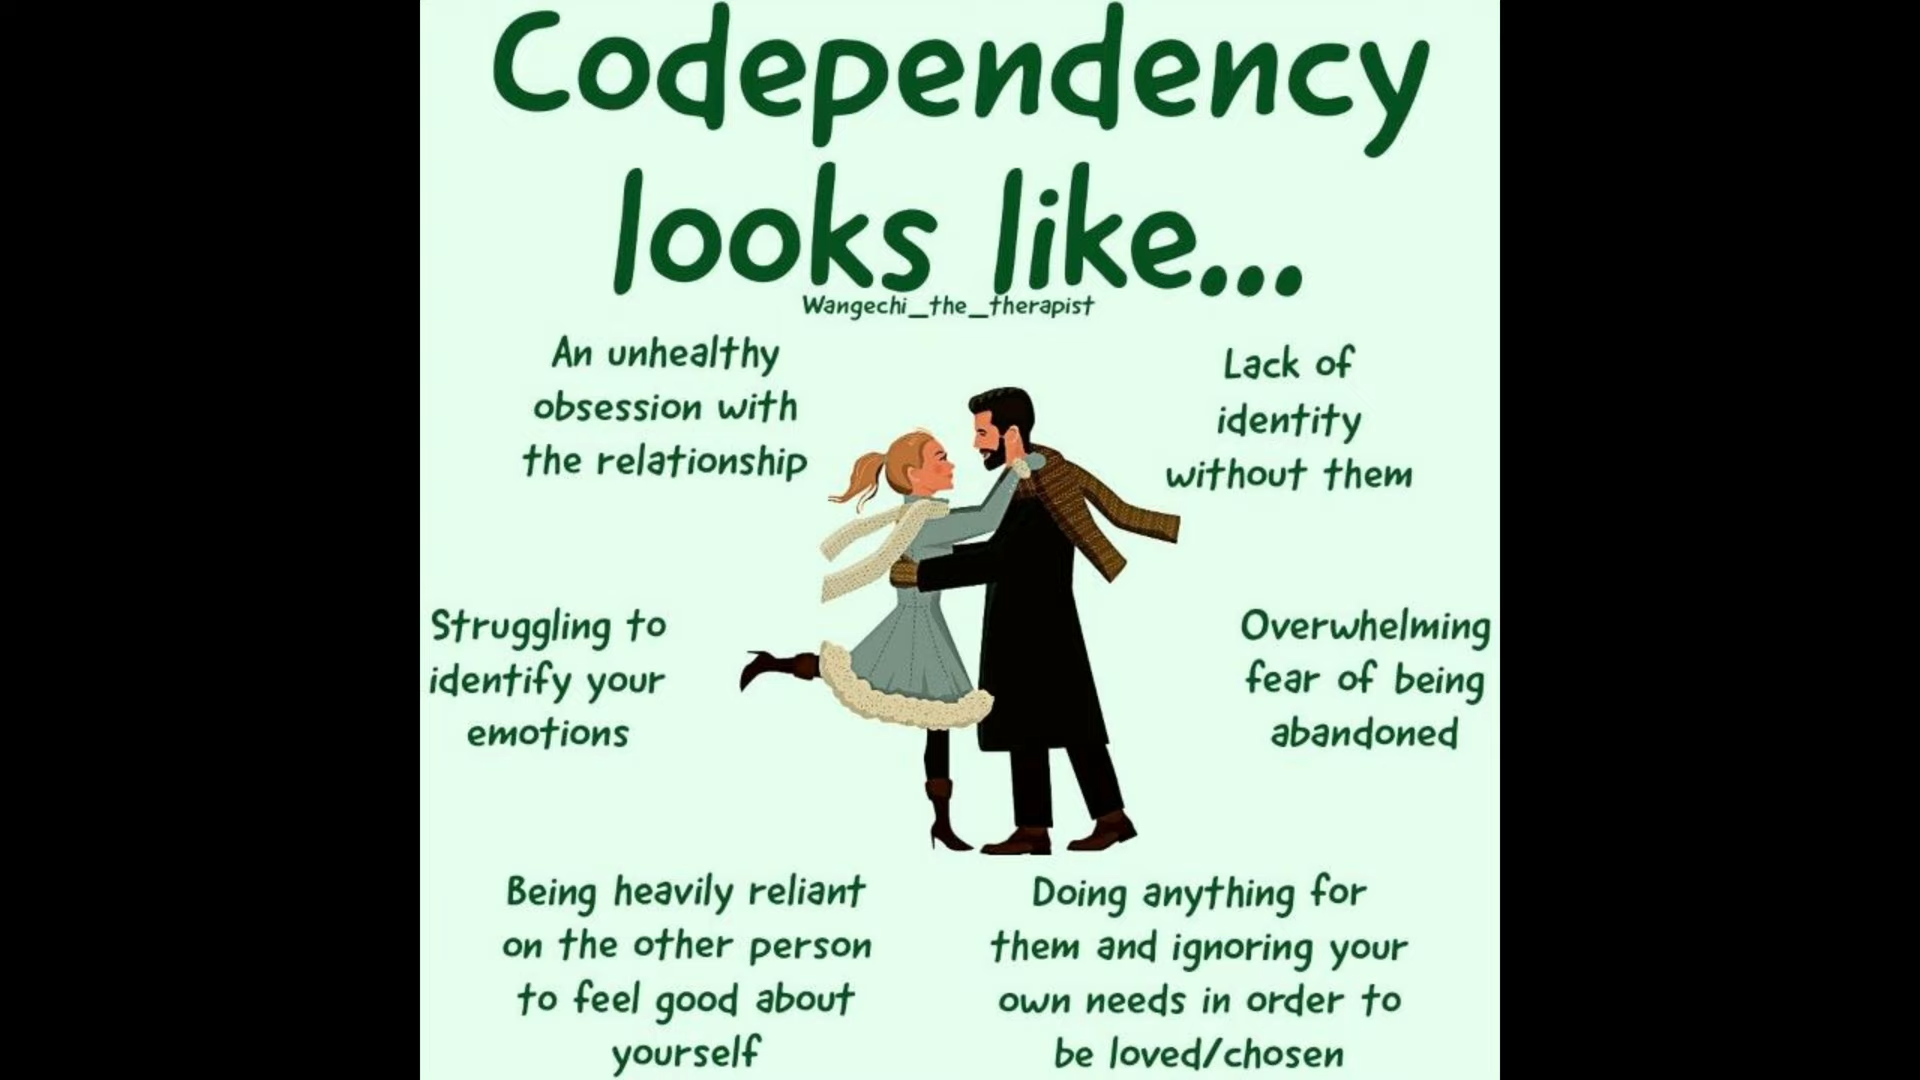 Codependency
looks like...
Wangechi_the_therapist
An unhealthy
obsession with
the relationship
Lack of
identity
without them
Struggling to
identify your
emotions
Overwhelming
fear of being
abandoned
Being heavily reliant
on the other person
to feel good about
yourself
Doing anything for
them and ignoring your
own needs in order to
be loved/chosen